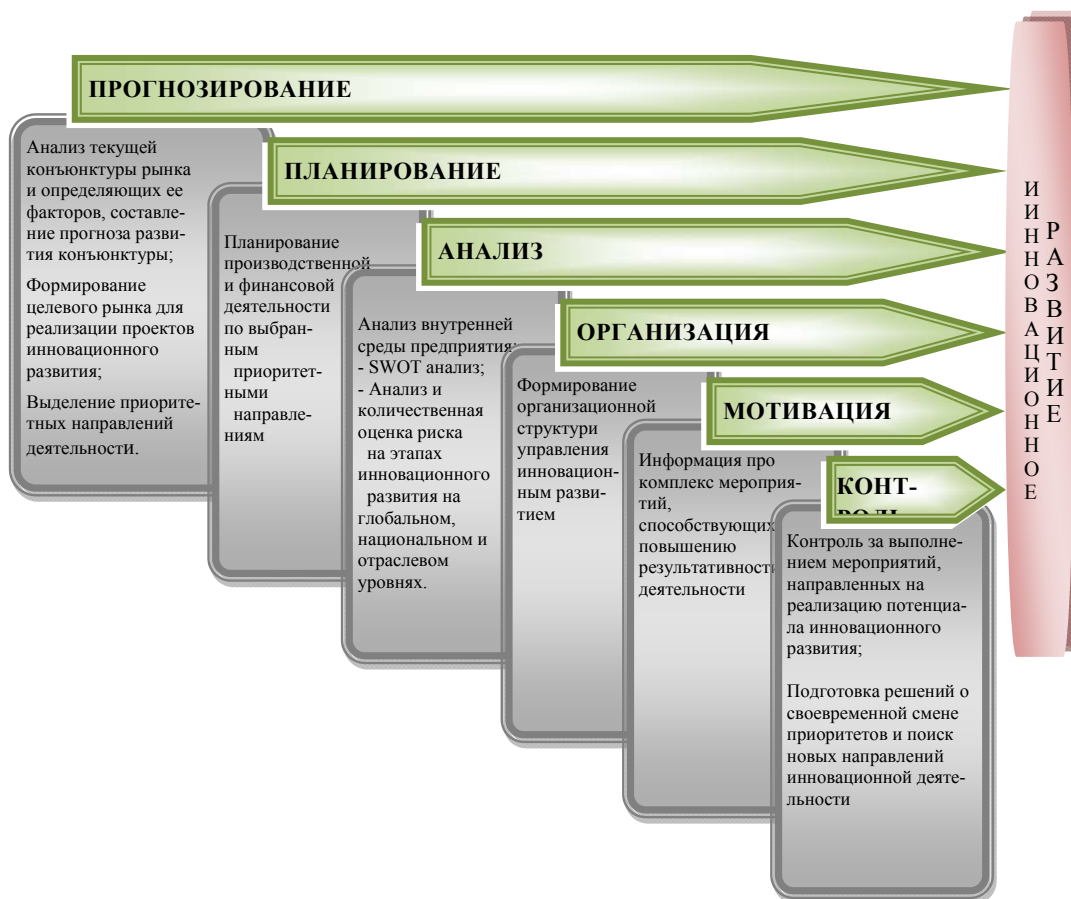 ПРОГНОЗИРОВАНИЕ
Анализ текущей
конъюнктуры рынка
и определяющих ее
факторов, составле-
ние прогноза разви-
тия конъюнктуры;
Формирование
целевого рынка для
реализации проектов
инновационного
развития;
Выделение приорите-
тных направлений
деятельности.
ПЛАНИРОВАНИЕ
Планирование
производственной
и финансовой
деятельности
по выбран-
ным
приоритет-
ными
направле-
ниям
АНАЛИЗ
Анализ внутренней
среды предприятия:
- SWOT анализ;
- Анализ и
количественная
оценка риска
на этапах
инновационного
развития на
глобальном,
национальном и
отраслевом
уровнях.
ОРГАНИЗАЦИЯ
Формирование
организационной
структуры
управления
инновацион-
ным разви-
тием
МОТИВАЦИЯ
Информация про
комплекс мероприя-
тий,
способствующих
повышению
результативности
деятельности
КОНТ-
РОЛЬ
Контроль за выполне-
нием мероприятий,
направленных на
реализацию потенциа-
ла инновационного
развития;
Подготовка решений о
своевременной смене
приоритетов и поиск
новых направлений
инновационной деяте-
льности
ИИННОВАЦИОННОЕ
РАЗВИТИЕ